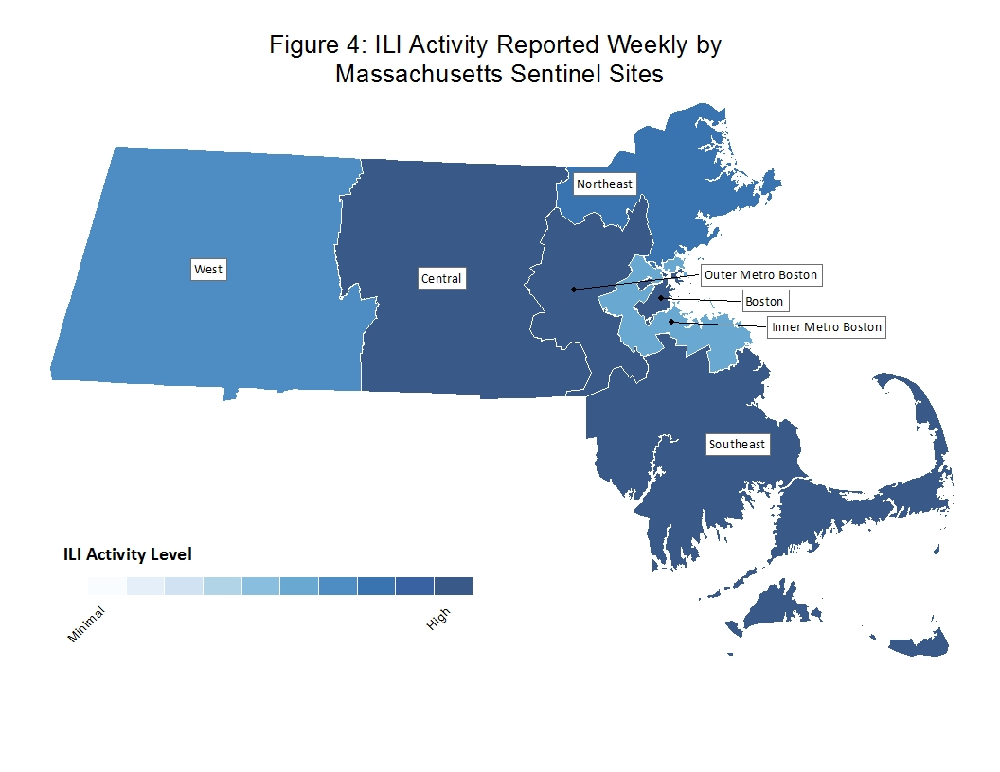 Figure 4: ILI Activity Reported Weekly by
Massachusetts Sentinel Sites
Northeast
West
Central
Outer Metro Boston
Boston
Inner Metro Boston
Southeast
ILI Activity Level
Minimal
High